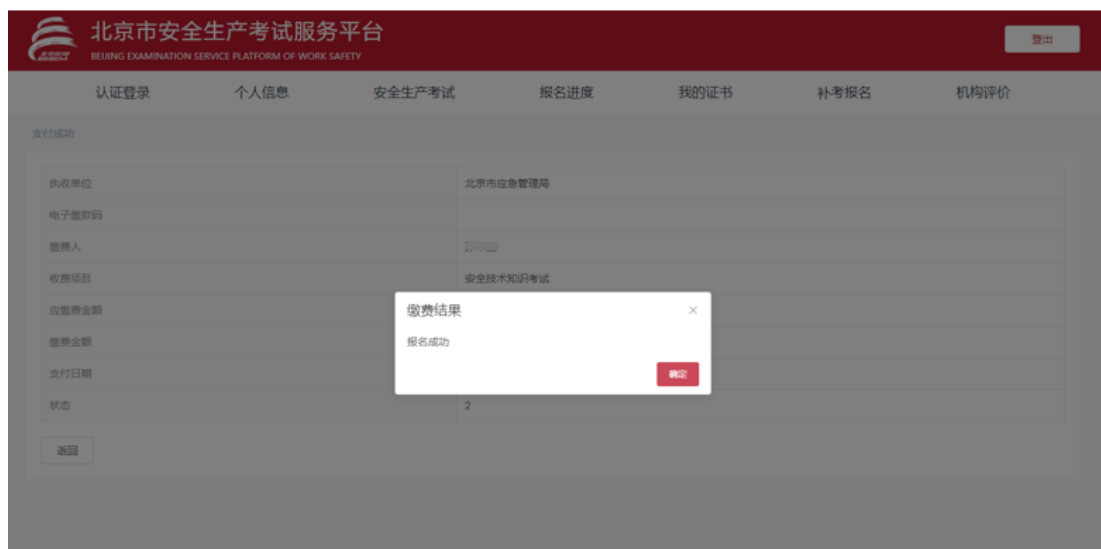 北京市安全生产考试服务平台
BEIJING EXAMINATION SERVICE PLATFORM OF WORK SAFETY
登出
认证登录 个人信息 安全生产考试 报名进度 我的证书 补考报名 机构评价
支付成功
执收单位 北京市应急管理局
电子缴款码
缴费人
收费项目 安全技术知识考试
应缴费金额
缴费金额
支付日期
状态 2
缴费结果 ×
报名成功
确定
返回